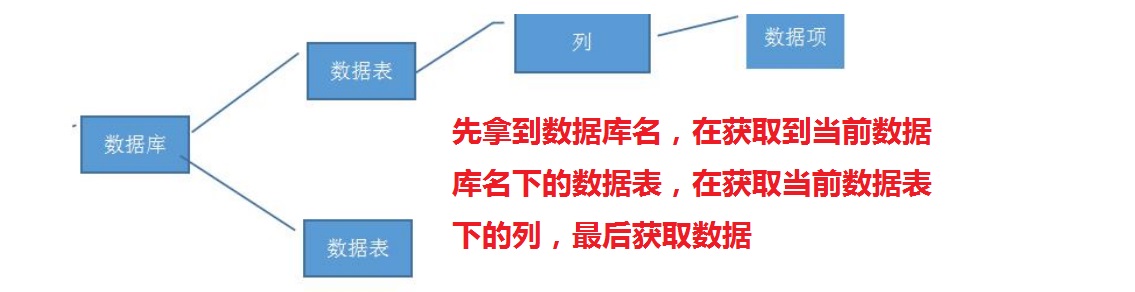 列
数据项
数据表
数据库
先拿到数据库名，在获取到当前数据
库名下的数据表，在获取当前数据表
下的列，最后获取数据
数据表